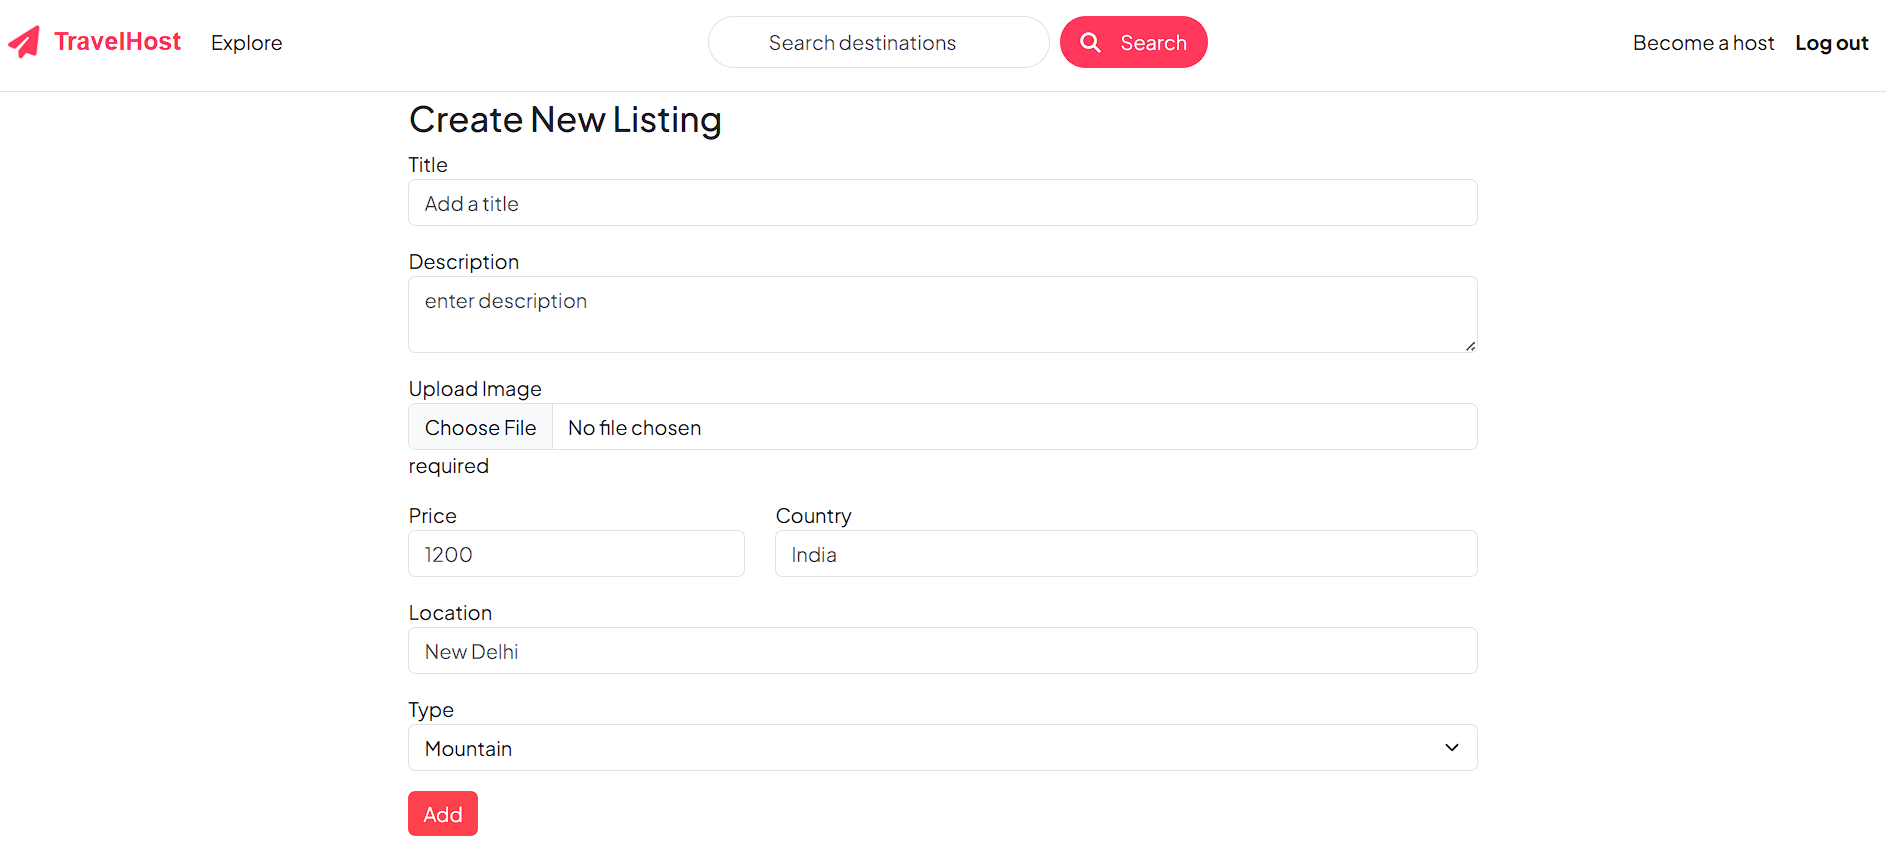 TravelHost Explore Search destinations Search Become a host Log out
Create New Listing
Title
Add a title
Description
enter description
Upload Image
Choose File No file chosen
required
Price Country
1200 India
Location
New Delhi
Type
Mountain
Add